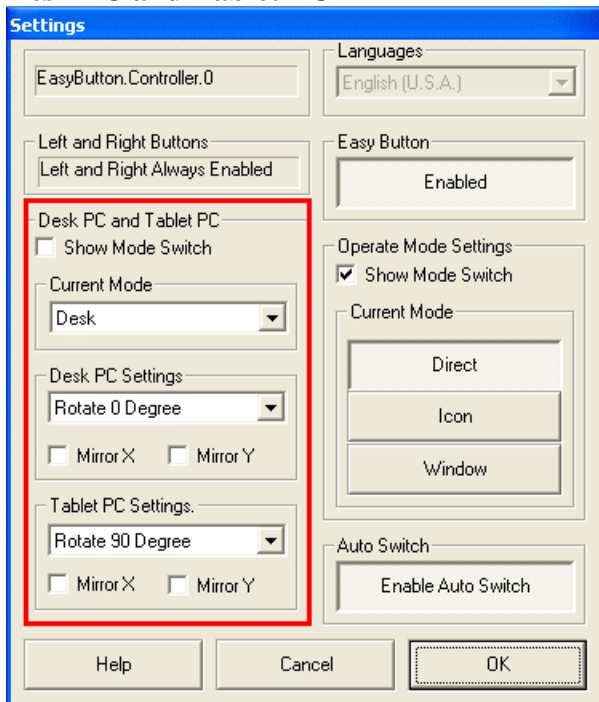 Settings
EasyButton.Controller.0
Left and Right Buttons
Left and Right Always Enabled
Desk PC and Tablet PC
Show Mode Switch
Current Mode
Desk
Desk PC Settings
Rotate 0 Degree
Mirror X Mirror Y
Tablet PC Settings.
Rotate 90 Degree
Mirror X Mirror Y
Languages
English (U.S.A.)
Easy Button
Enabled
Operate Mode Settings
Show Mode Switch
Current Mode
Direct
Icon
Window
Auto Switch
Enable Auto Switch
Help Cancel OK